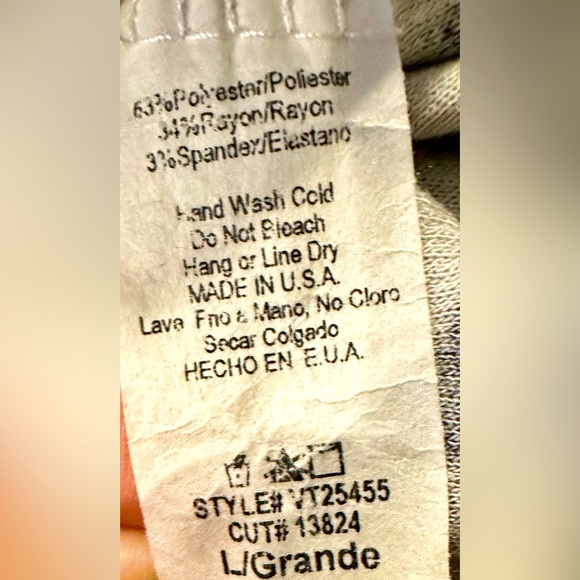 63%Polyester/Poliester
34%Rayon/Rayon
3%Spandex/Elastano
Hand Wash Cold
Do Not Bleach
Hang or Line Dry
MADE IN U.S.A.
Lava Frio a Mano, No Cloro
Secar Colgado
HECHO EN E.U.A.
STYLE# VT25455
CUT# 13824
L/Grande